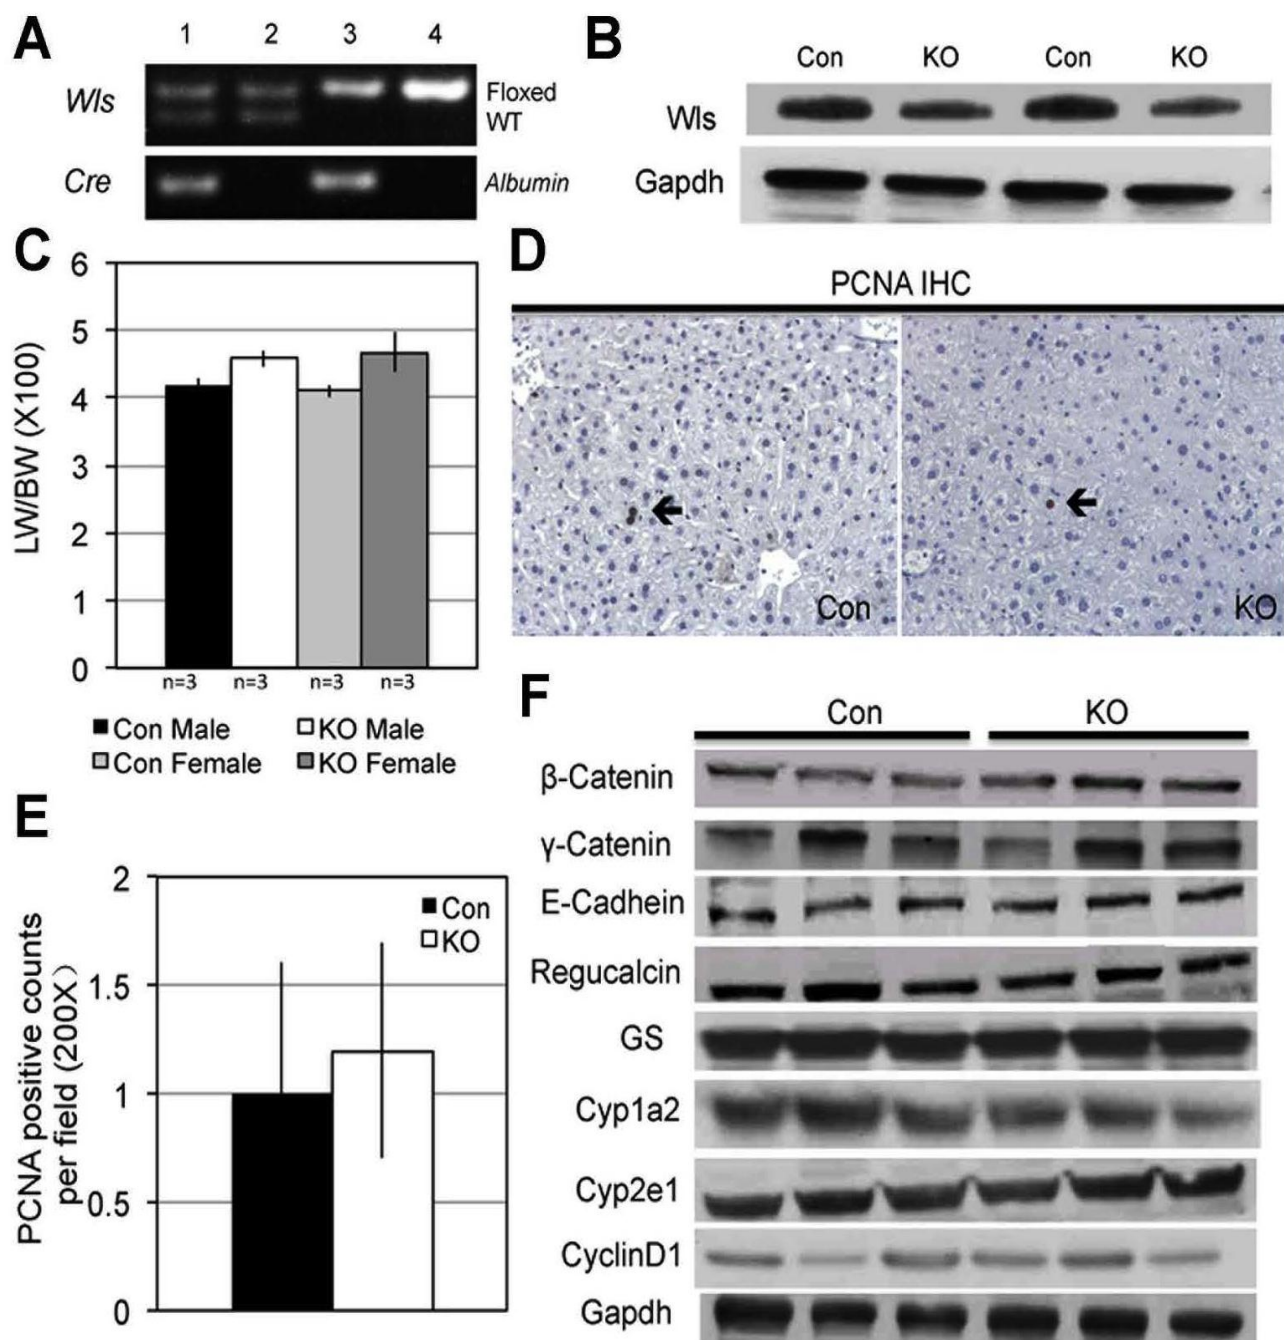 A
1 2 3 4
Wls
Floxed
WT
Cre
Albumin
B
Con KO Con KO
Wls
Gapdh
C
6
5
4
3
2
1
0
LW/BW (X100)
n=3 n=3 n=3 n=3
Con Male KO Male
Con Female KO Female
D
PCNA IHC
Con
KO
E
2
1.5
1
0.5
0
PCNA positive counts
per field (200X)
Con
KO
F
Con KO
β-Catenin
γ-Catenin
E-Cadhein
Regucalcin
GS
Cyp1a2
Cyp2e1
CyclinD1
Gapdh